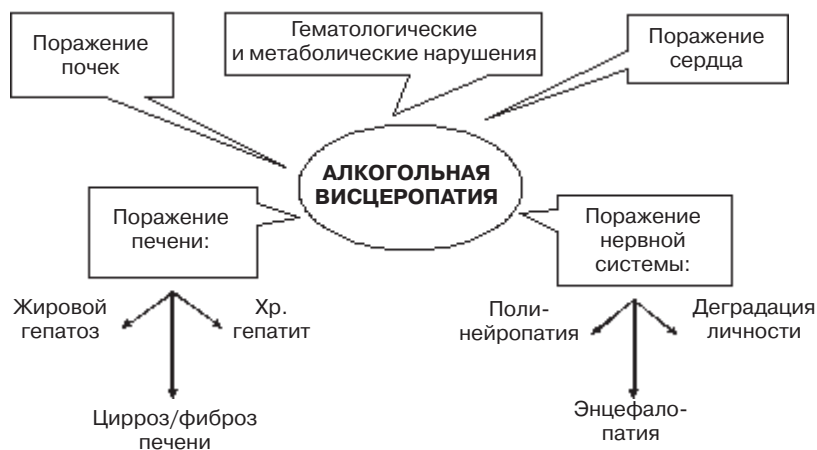 Поражение
почек
Гематологические
и метаболические нарушения
Поражение
сердца
АЛКОГОЛЬНАЯ
ВИСЦЕРОПАТИЯ
Поражение
печени:
Поражение
нервной
системы:
Жировой
гепатоз
Хр.
гепатит
Цирроз/фиброз
печени
Поли-
нейропатия
Деградация
личности
Энцефало-
патия